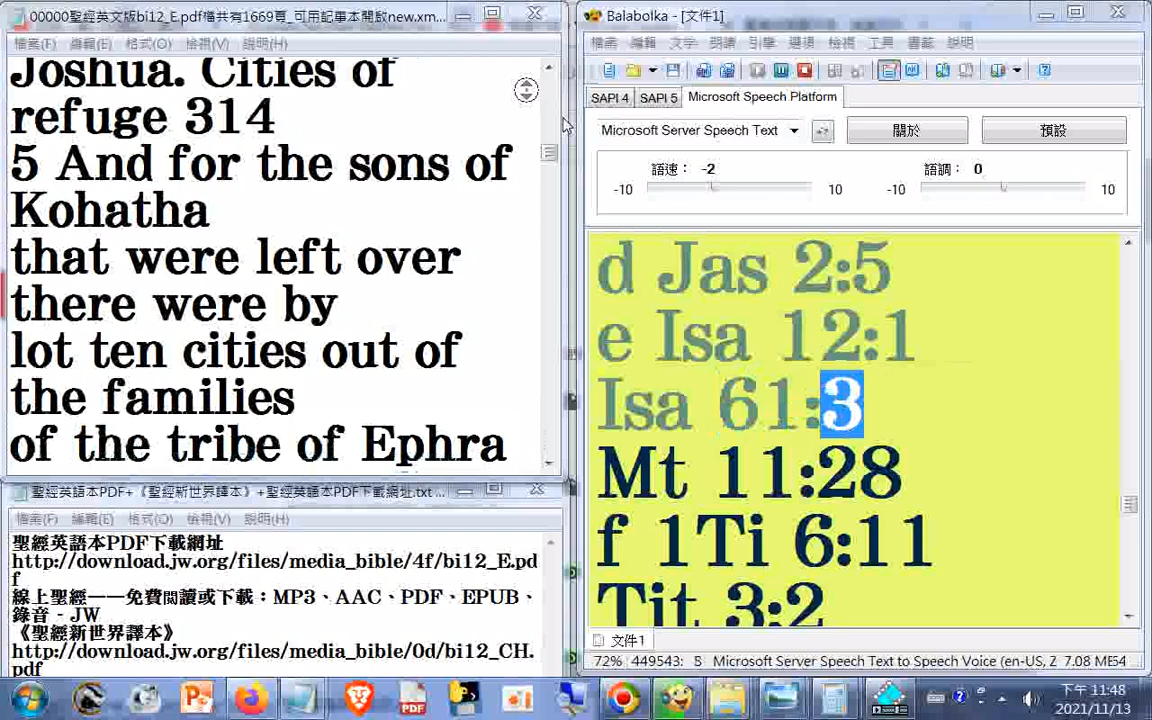 00000聖經英文版bi12_E.pdf檔共有1669頁_可用記事本開啟new.xm...
檔案(F) 編輯(E) 格式(O) 檢視(V) 說明(H)
Joshua. Cities of
refuge 314
5 And for the sons of
Kohatha
that were left over
there were by
lot ten cities out of
the families
of the tribe of Ephra
聖經英語本PDF+《聖經新世界譯本》+聖經英語本PDF下載網址.txt ...
檔案(F) 編輯(E) 格式(O) 檢視(V) 說明(H)
聖經英語本PDF下載網址
http://download.jw.org/files/media_bible/4f/bi12_E.pd
f
線上聖經——免費閱讀或下載：MP3、AAC、PDF、EPUB、
錄音 - JW
《聖經新世界譯本》
http://download.jw.org/files/media_bible/0d/bi12_CH.
pdf
Balabolka - [文件1]
檔案 編輯 文字 朗讀 引擎 選項 檢視 工具 書籤 說明
SAPI 4 SAPI 5 Microsoft Speech Platform
Microsoft Server Speech Text 關於 預設
語速： -2 語調： 0
-10 10 -10 10
d Jas 2:5
e Isa 12:1
Isa 61:3
Mt 11:28
f 1Ti 6:11
Tit 3:2
文件1
72% 449543: 8 Microsoft Server Speech Text to Speech Voice (en-US, Z 7.08 ME54
下午 11:48
2021/11/13